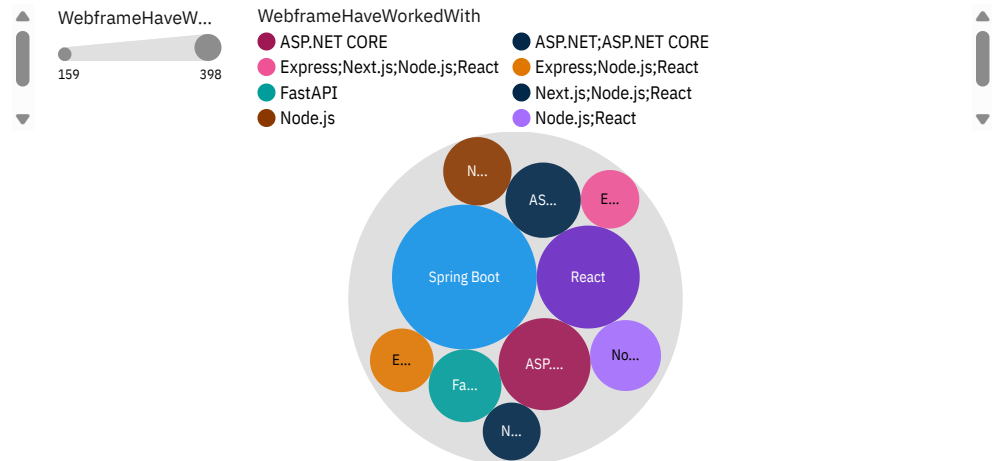 WebframeHaveW...
159 398
WebframeHaveWorkedWith
ASP.NET CORE
ASP.NET;ASP.NET CORE
Express;Next.js;Node.js;React
Express;Node.js;React
FastAPI
Next.js;Node.js;React
Node.js
Node.js;React
N...
AS...
E...
Spring Boot
React
E...
Fa...
ASP....
No...
N...